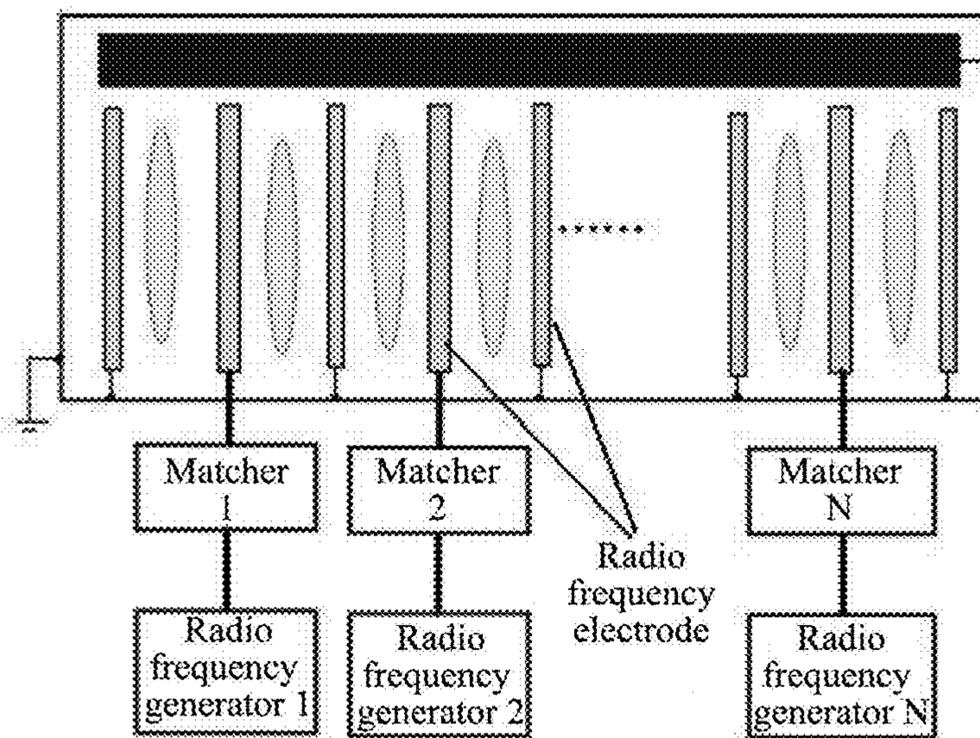 Matcher
1
Matcher
2
Matcher
N
Radio
frequency
electrode
Radio
frequency
generator 1
Radio
frequency
generator 2
Radio
frequency
generator N